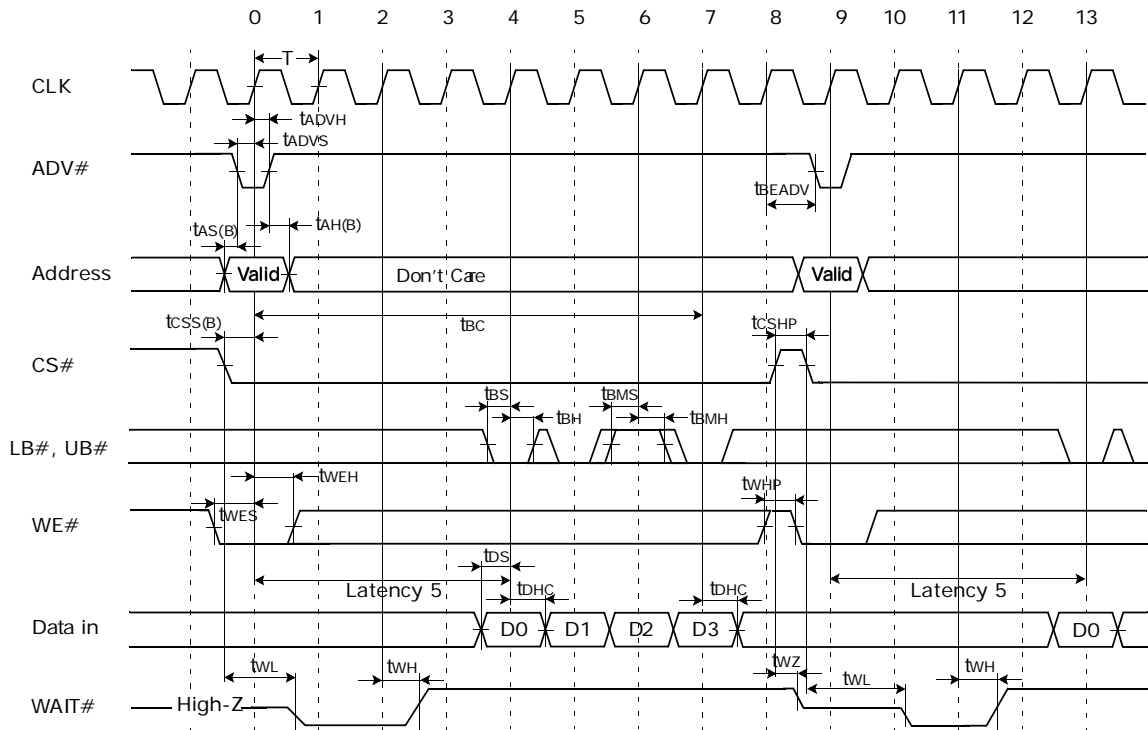 0 1 2 3 4 5 6 7 8 9 10 11 12 13
T
CLK
tADVH
tADVS
ADV#
tBEADV
tAS(B)
tAH(B)
Address
Valid
Don't Care
Valid
tCSS(B)
tBC
tCSHP
CS#
tBS
tBH
tBMS
tBMH
LB#, UB#
tWEH
tWHP
tWES
WE#
tDS
Latency 5
tDHC
tDHC
Latency 5
Data in
D0
D1
D2
D3
D0
tWL
tWH
tWZ
tWL
tWH
WAIT#
High-Z